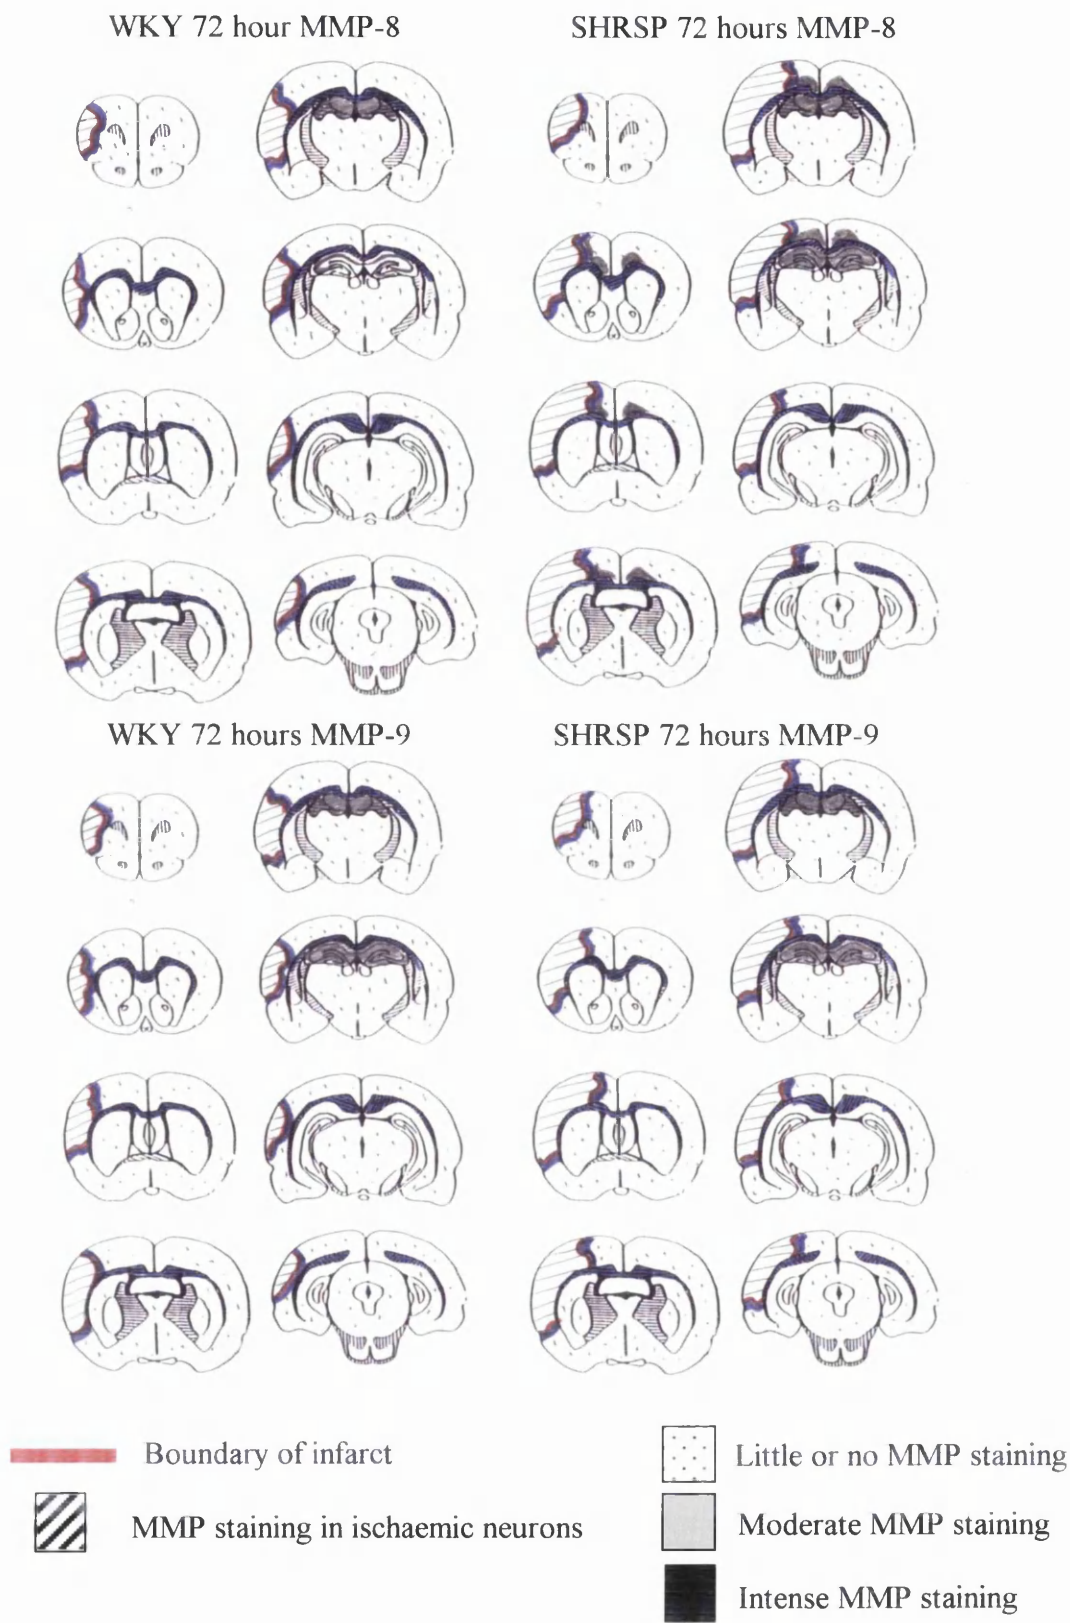 WKY 72 hour MMP-8
SHRSP 72 hours MMP-8
WKY 72 hours MMP-9
SHRSP 72 hours MMP-9
Boundary of infarct
MMP staining in ischaemic neurons
Little or no MMP staining
Moderate MMP staining
Intense MMP staining